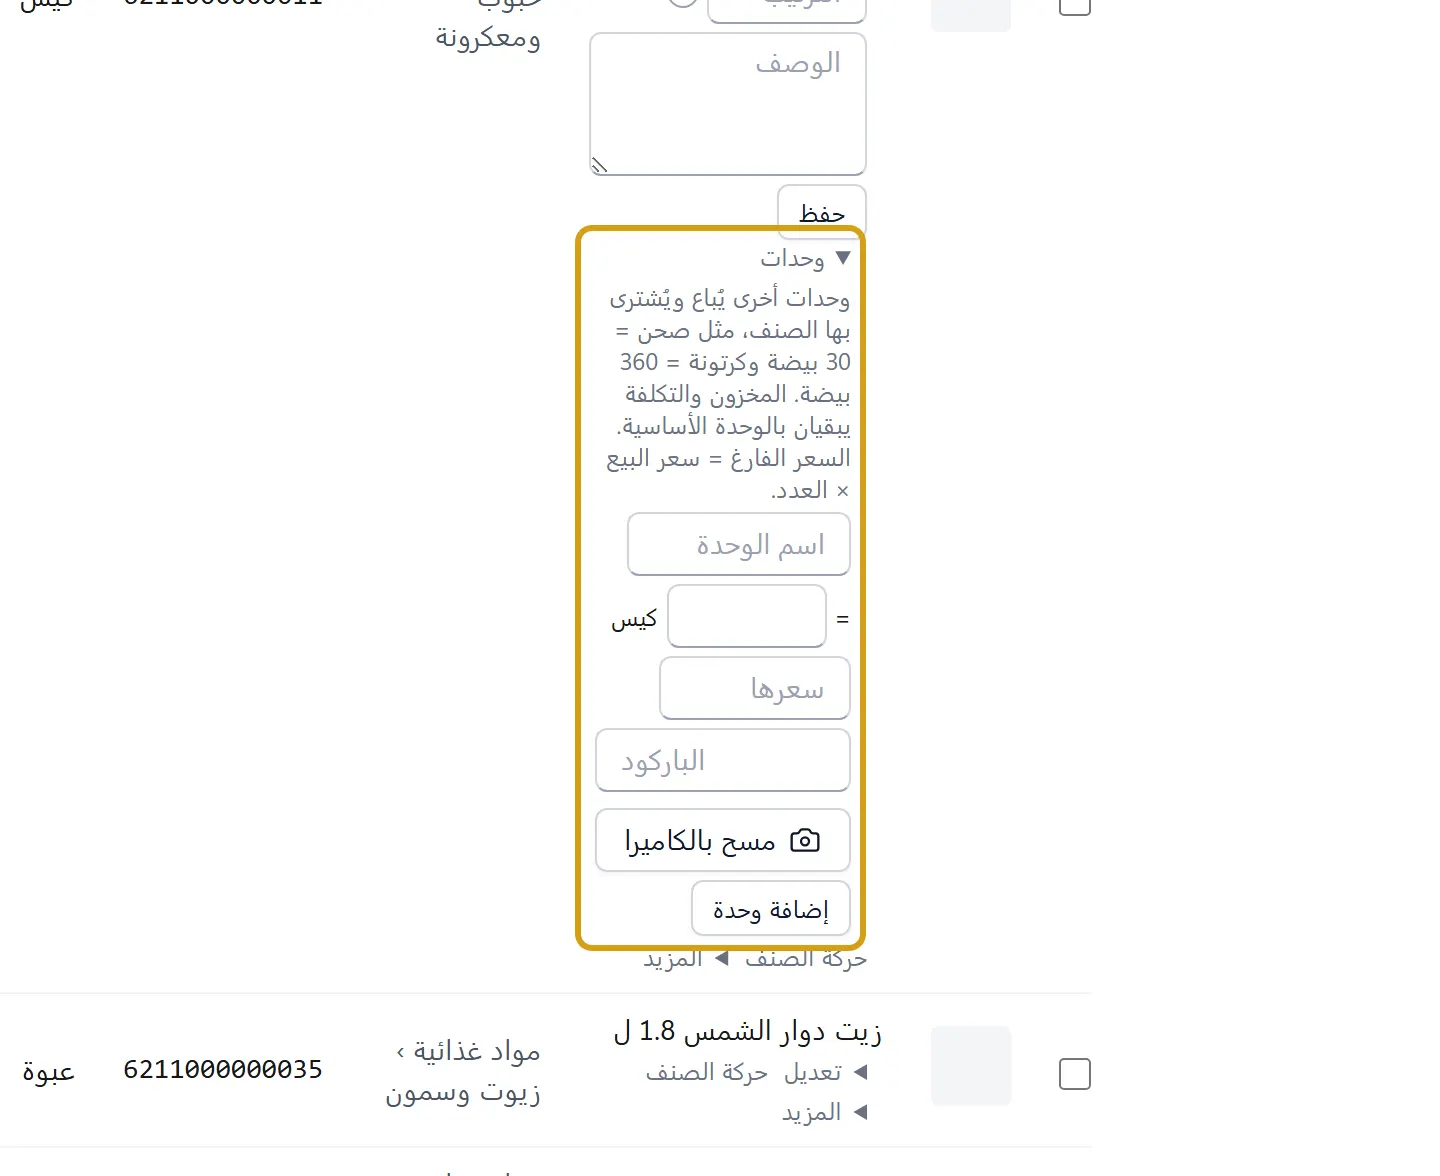 الوصف
ومعكرونة
حفظ
▼ وحدات
وحدات أخرى يُباع ويُشترى
بها الصنف، مثل صحن =
30 بيضة وكرتونة = 360
بيضة. المخزون والتكلفة
يبقيان بالوحدة الأساسية.
السعر الفارغ = سعر البيع
× العدد.
اسم الوحدة
= كيس
سعرها
الباركود
مسح بالكاميرا
إضافة وحدة
حركة الصنف ◀ المزيد
زيت دوار الشمس 1.8 ل
◀ تعديل حركة الصنف
◀ المزيد
مواد غذائية ›
زيوت وسمون
6211000000035
عبوة